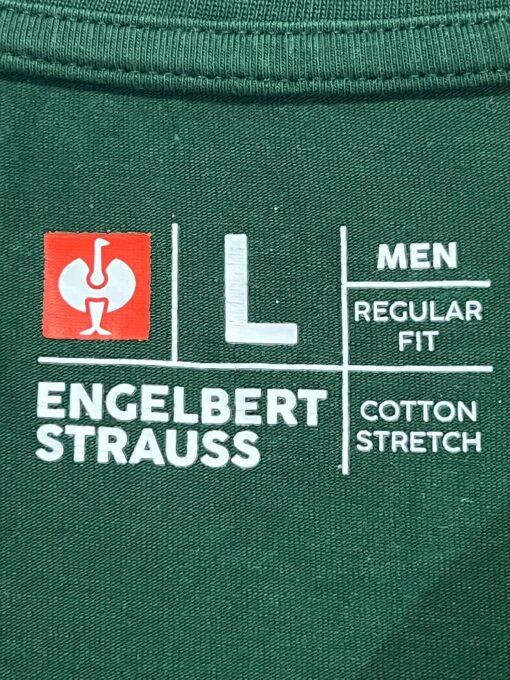 L
MEN
REGULAR
FIT
ENGELBERT
STRAUSS
COTTON
STRETCH